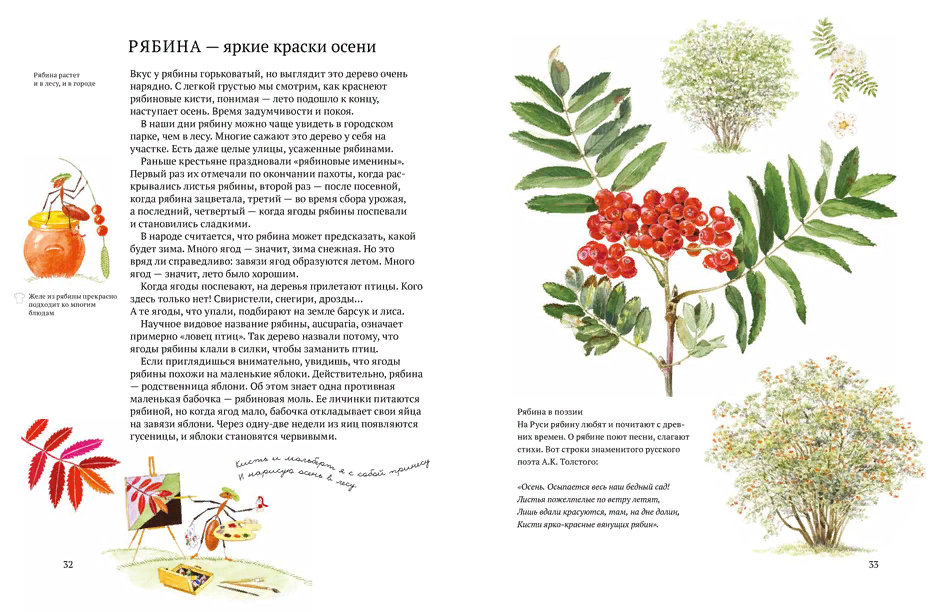 РЯБИНА — яркие краски осени
Рябина растет
и в лесу, и в городе
Вкус у рябины горьковатый, но выглядит это дерево очень
нарядно. С легкой грустью мы смотрим, как краснеют
рябиновые кисти, понимая — лето подошло к концу,
наступает осень. Время задумчивости и покоя.
В наши дни рябину можно чаще увидеть в городском
парке, чем в лесу. Многие сажают это дерево у себя на
участке. Есть даже целые улицы, усаженные рябинами.
Раньше крестьяне праздновали «рябиновые именины».
Первый раз их отмечали по окончании пахоты, когда рас-
крывались листья рябины, второй раз — после посевной,
когда рябина зацветала, третий — во время сбора урожая,
а последний, четвертый — когда ягоды рябины поспевали
и становились сладкими.
В народе считается, что рябина может предсказать, какой
будет зима. Много ягод — значит, зима снежная. Но это
вряд ли справедливо: завязи ягод образуются летом. Много
ягод — значит, лето было хорошим.
Когда ягоды поспевают, на деревья прилетают птицы. Кого
здесь только нет! Свиристели, снегири, дрозды...
А те ягоды, что упали, подбирают на земле барсук и лиса.
Научное видовое название рябины, aucuparia, означает
примерно «ловец птиц». Так дерево назвали потому, что
ягоды рябины клали в силки, чтобы заманить птиц.
Если приглядишься внимательно, увидишь, что ягоды
рябины похожи на маленькие яблоки. Действительно, рябина
— родственница яблони. Об этом знает одна противная
маленькая бабочка — рябиновая моль. Ее личинки питаются
рябиной, но когда ягод мало, бабочка откладывает свои яйца
на завязи яблони. Через одну-две недели из яиц появляются
гусеницы, и яблоки становятся червивыми.
Желе из рябины прекрасно
подходит ко многим
блюдам
Кисть и мольберт я с собой принесу
И нарисую осень в лесу.
32
Рябина в поэзии
На Руси рябину любят и почитают с древ-
них времен. О рябине поют песни, слагают
стихи. Вот строки знаменитого русского
поэта А.К. Толстого:
«Осень. Осыпается весь наш бедный сад!
Листья пожелтелые по ветру летят,
Лишь вдали красуются, там, на дне долин,
Кисти ярко-красные вянущих рябин».
33